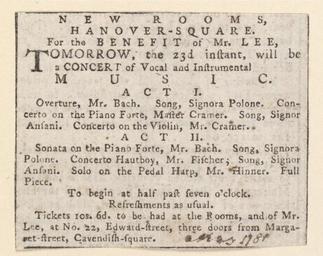 NEW ROOMS,
HANOVER-SQUARE.
For the BENEFIT of Mr. LEE,
TOMORROW, the 23d instant, will be
a CONCERT of Vocal and Instrumental
MUSIC.
ACT I.
Overture, Mr. Bach. Song, Signora Polone. Con-
certo on the Piano Forte, Master Cramer. Song, Signor
Ansani. Concerto on the Violin, Mr. Cramer.
ACT II.
Sonata on the Piano Forte, Mr. Bach. Song, Signora
Polone. Concerto Hautboy, Mr. Fischer; Song, Signor
Ansani. Solo on the Pedal Harp, Mr. Hinner. Full
Piece.
To begin at half past seven o'clock.
Refreshments as usual.
Tickets 10s. 6d. to be had at the Rooms, and of Mr.
Lee, at No. 22, Edward-street, three doors from Marga-
ret-street, Cavendish-square.
1781